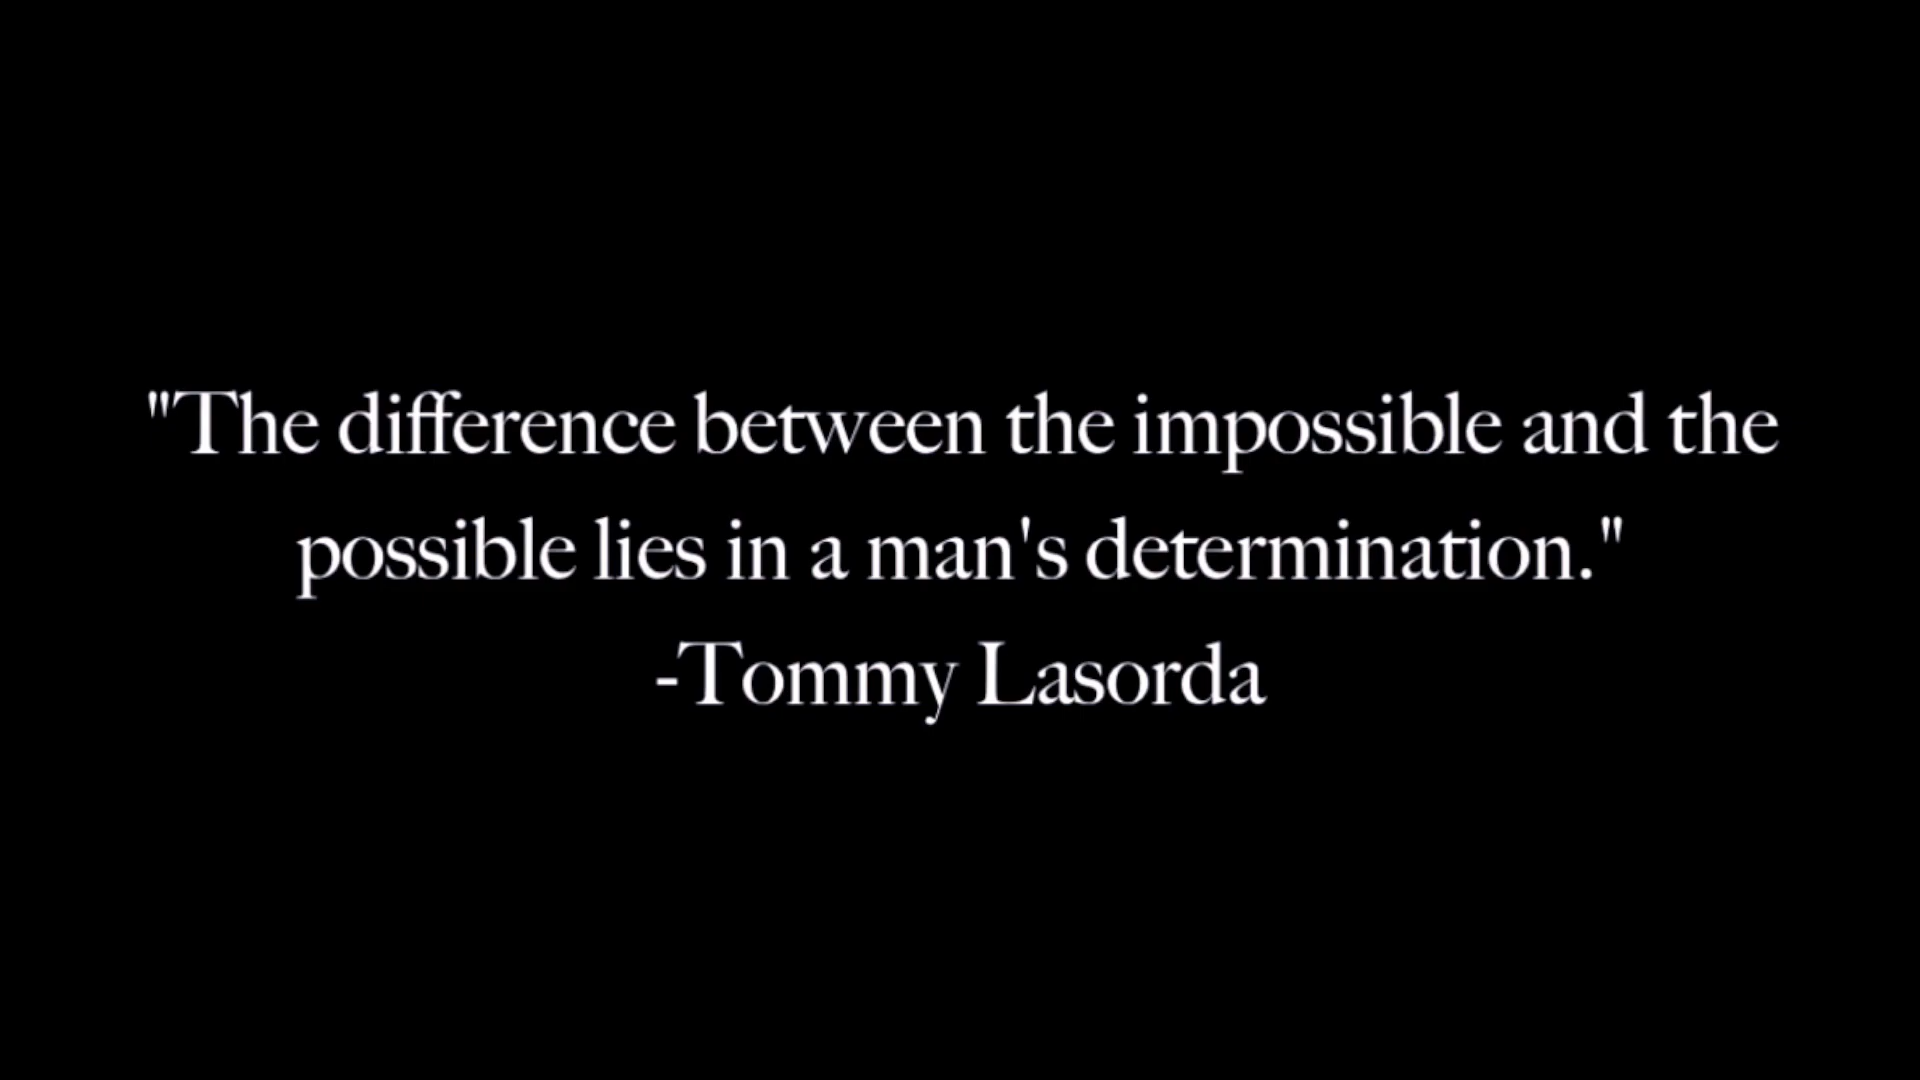 "The difference between the impossible and the
possible lies in a man's determination."
-Tommy Lasorda